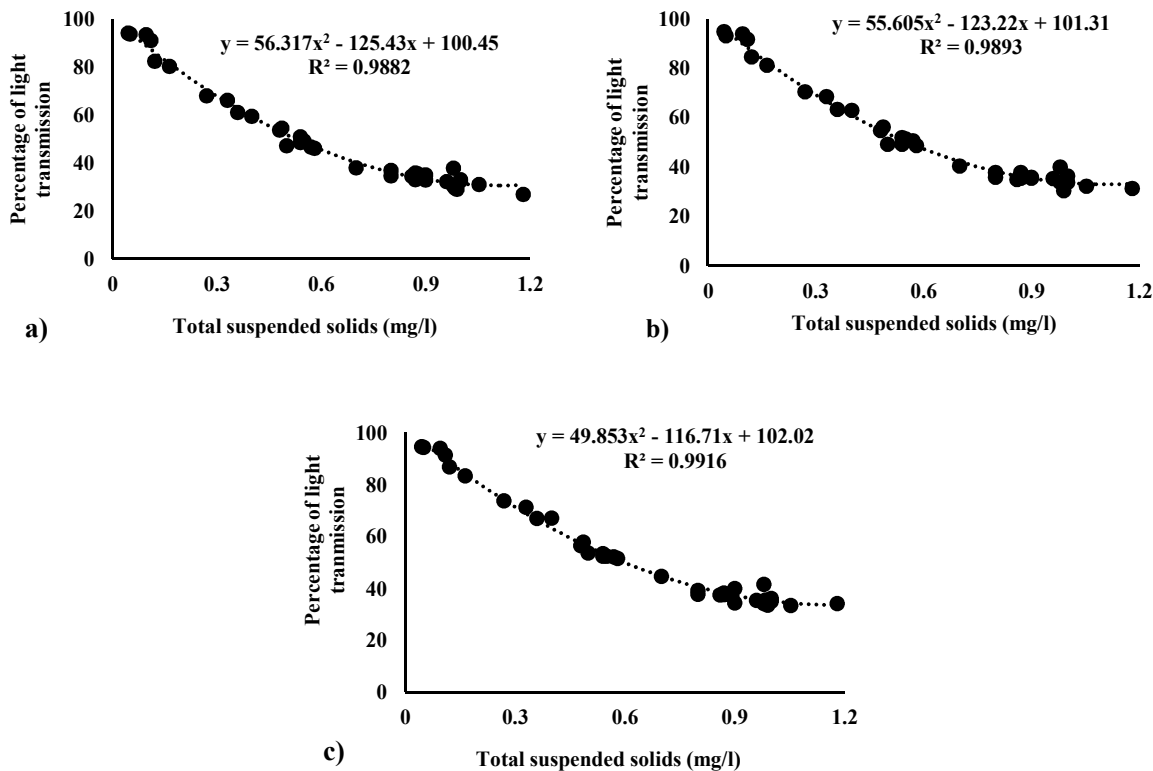 Percentage of light
transmission
100
80
60
40
20
0
y = 56.317x² - 125.43x + 100.45
R² = 0.9882
0
0.3
0.6
0.9
1.2
Total suspended solids (mg/l)
a)
Percentage of light
transmission
100
80
60
40
20
0
y = 55.605x² - 123.22x + 101.31
R² = 0.9893
0
0.3
0.6
0.9
1.2
Total suspended solids (mg/l)
b)
Percentage of light
tranmission
100
80
60
40
20
0
y = 49.853x² - 116.71x + 102.02
R² = 0.9916
0
0.3
0.6
0.9
1.2
Total suspended solids (mg/l)
c)